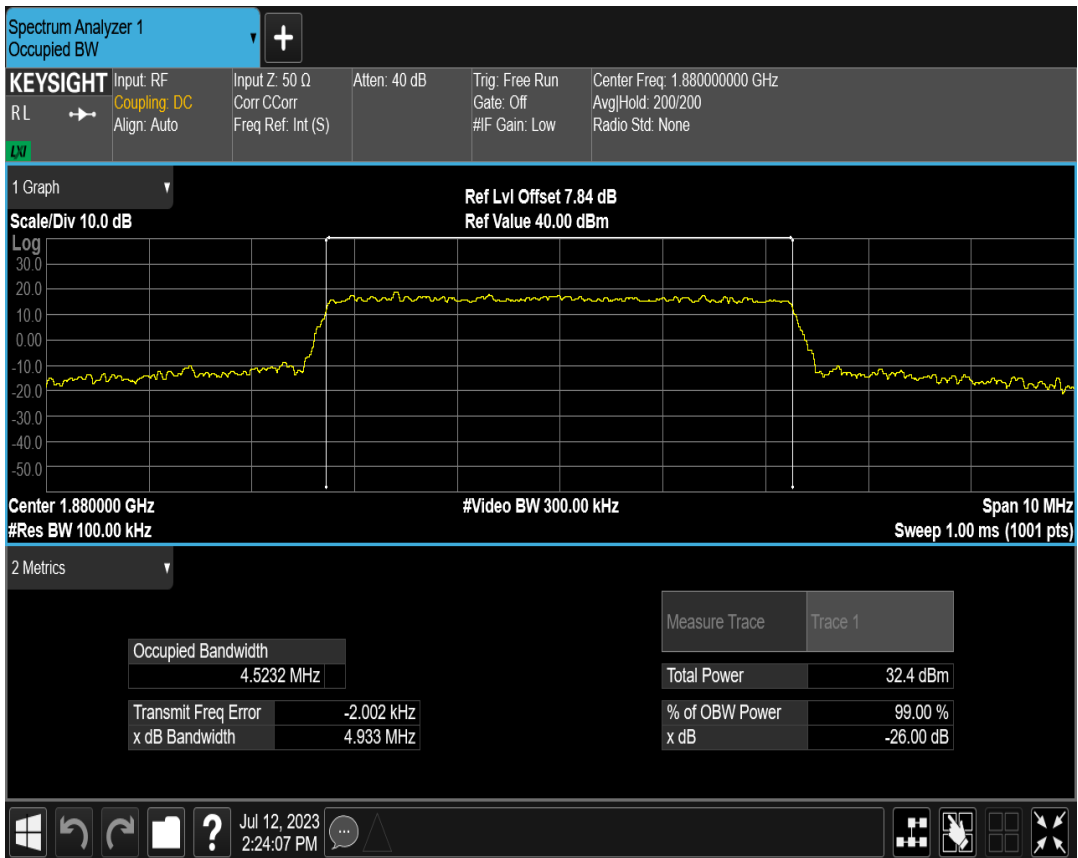 Spectrum Analyzer 1
Occupied BW
+
KEYSIGHT
RL
LXI
Input: RF
Coupling: DC
Align: Auto
Input Z: 50 Ω
Corr CCorr
Freq Ref: Int (S)
Atten: 40 dB
Trig: Free Run
Gate: Off
#IF Gain: Low
Center Freq: 1.880000000 GHz
Avg|Hold: 200/200
Radio Std: None
1 Graph
Scale/Div 10.0 dB
Ref Lvl Offset 7.84 dB
Ref Value 40.00 dBm
Log
30.0
20.0
10.0
0.00
-10.0
-20.0
-30.0
-40.0
-50.0
Center 1.880000 GHz
#Res BW 100.00 kHz
#Video BW 300.00 kHz
Span 10 MHz
Sweep 1.00 ms (1001 pts)
2 Metrics
Occupied Bandwidth
4.5232 MHz
Transmit Freq Error -2.002 kHz
x dB Bandwidth 4.933 MHz
Measure Trace Trace 1
Total Power 32.4 dBm
% of OBW Power 99.00 %
x dB -26.00 dB
?
Jul 12, 2023
2:24:07 PM